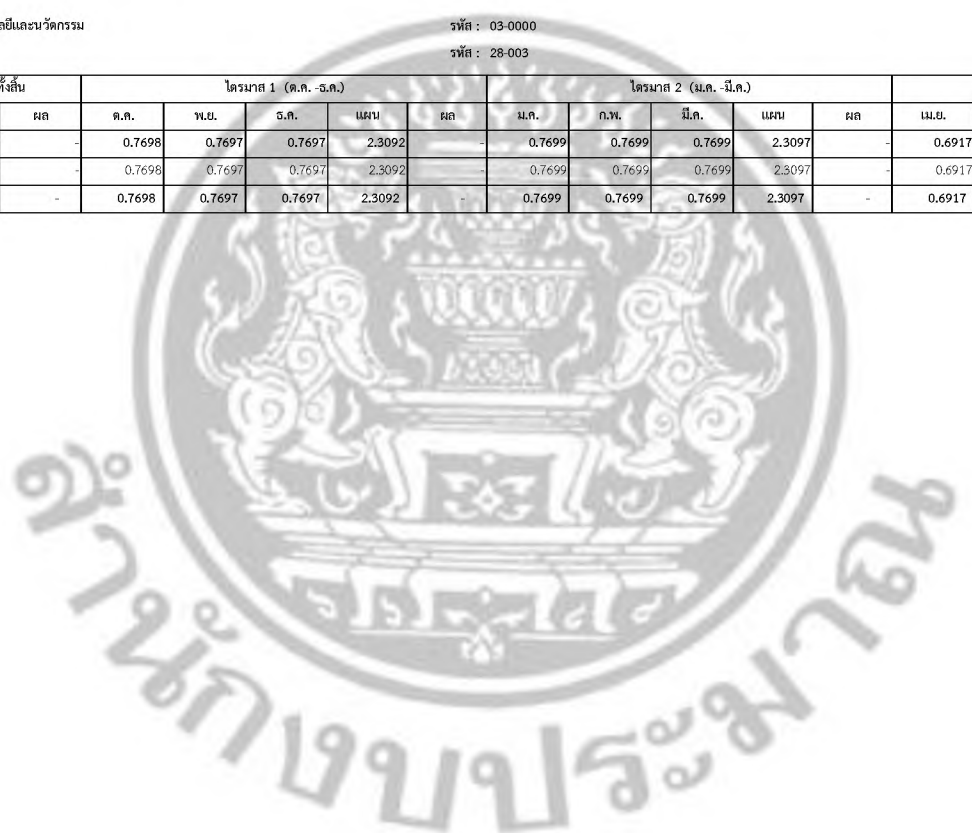 ลยีและนวัตกรรม รหัส : 03-0000
รหัส : 28-003
ทั้งสิ้น ไตรมาส 1 (ต.ค. -ธ.ค.) ไตรมาส 2 (ม.ค. -มี.ค.)
ผล ต.ค. พ.ย. ธ.ค. แผน ผล ม.ค. ก.พ. มี.ค. แผน ผล เม.ย.
- 0.7698 0.7697 0.7697 2.3092 - 0.7699 0.7699 0.7699 2.3097 - 0.6917
- 0.7698 0.7697 0.7697 2.3092 - 0.7699 0.7699 0.7699 2.3097 - 0.6917
- 0.7698 0.7697 0.7697 2.3092 - 0.7699 0.7699 0.7699 2.3097 - 0.6917
สำนักงบประมาณ